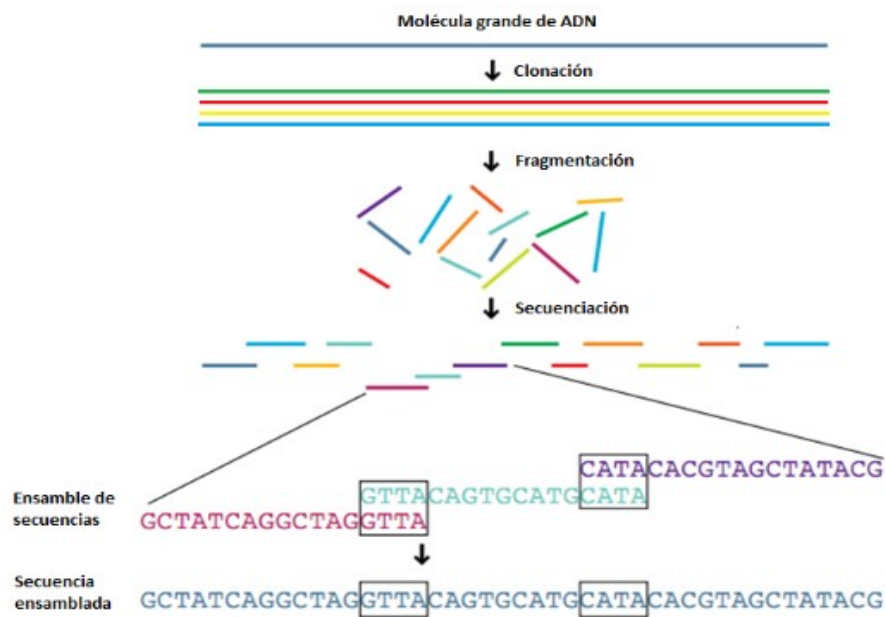 Molécula grande de ADN
Clonación
Fragmentación
Secuenciación
CATACACGTAGCTATACG
Ensamble de
secuencias
GTTACAGTGCATGCATA
GCTATCAGGCTAGGTTA
Secuencia
ensamblada
GCTATCAGGCTAGGTTACAGTGCATGCATACACGTAGCTATACG